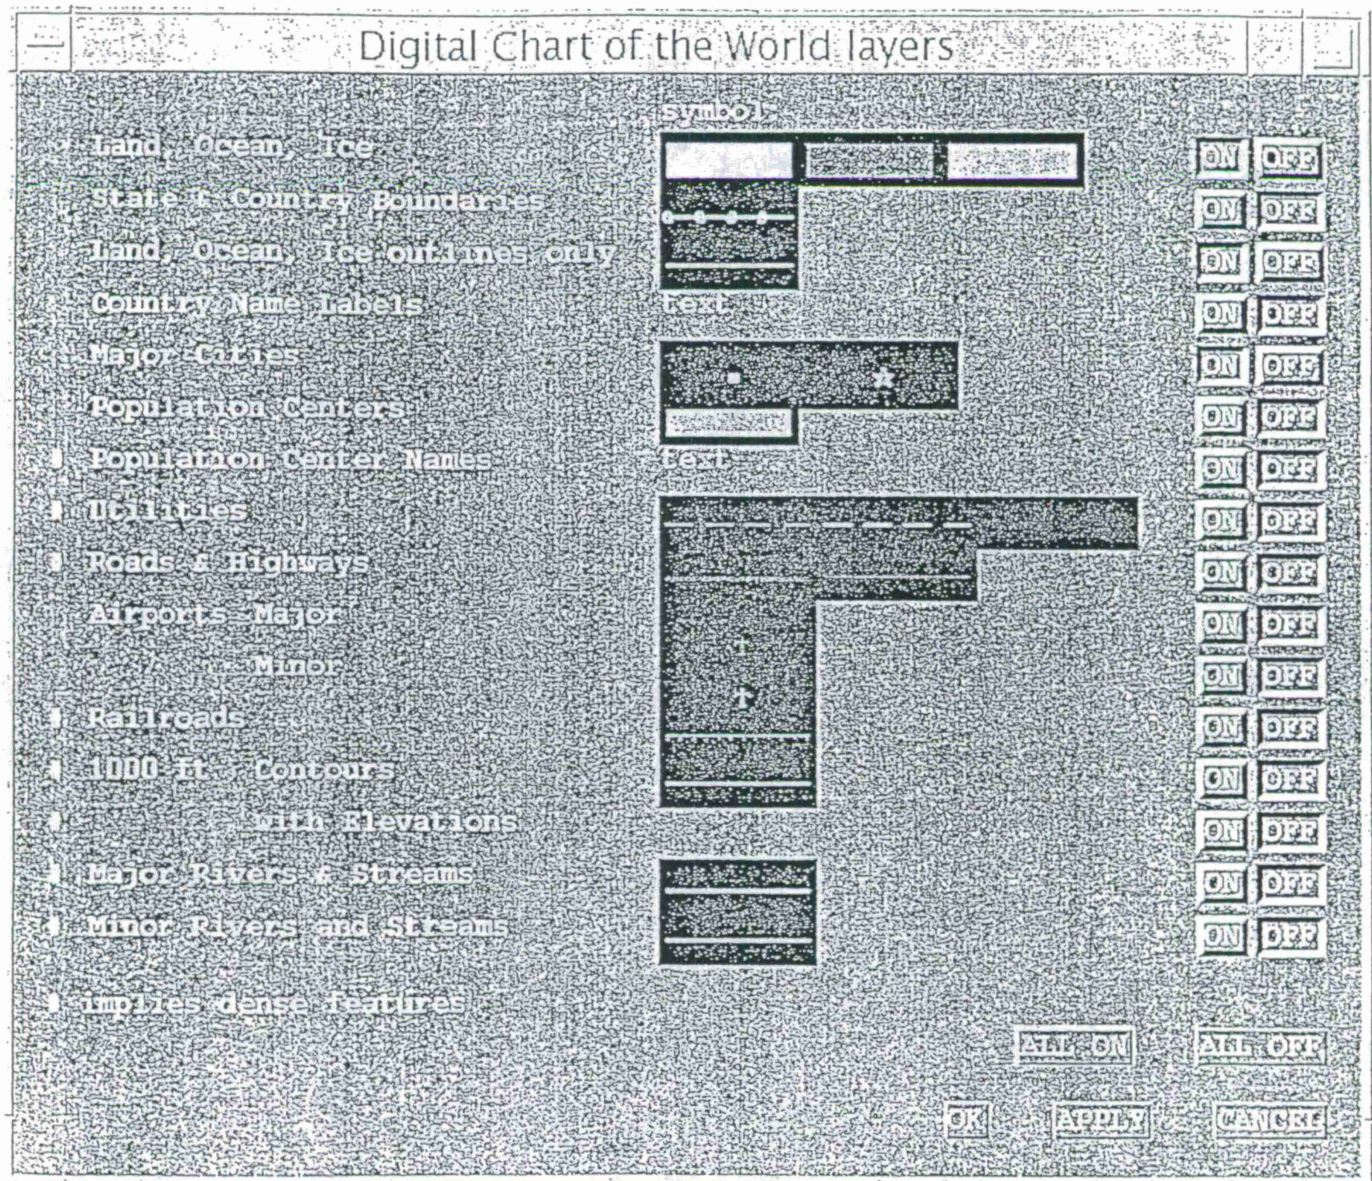 Digital Chart of the World layers
symbol
Land, Ocean, Ice ON OFF
State & Country Boundaries ON OFF
Land, Ocean, Ice outlines only ON OFF
Country Name Labels text ON OFF
Major Cities ON OFF
Population Centers ON OFF
Population Center Names text ON OFF
Utilities ON OFF
Roads & Highways ON OFF
Airports Major ON OFF
Minor ON OFF
Railroads ON OFF
1000 ft Contours ON OFF
with Elevations ON OFF
Major Rivers & Streams ON OFF
Minor Rivers and Streams ON OFF
implies dense features
ALL ON ALL OFF
OK APPLY CANCEL